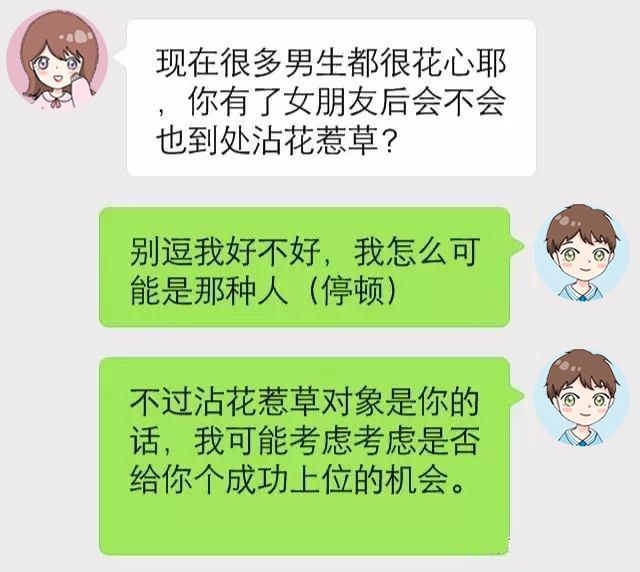 现在很多男生都很花心耶
，你有了女朋友后会不会
也到处沾花惹草？
别逗我好不好，我怎么可
能是那种人（停顿）
不过沾花惹草对象是你的
话，我可能考虑考虑是否
给你个成功上位的机会。